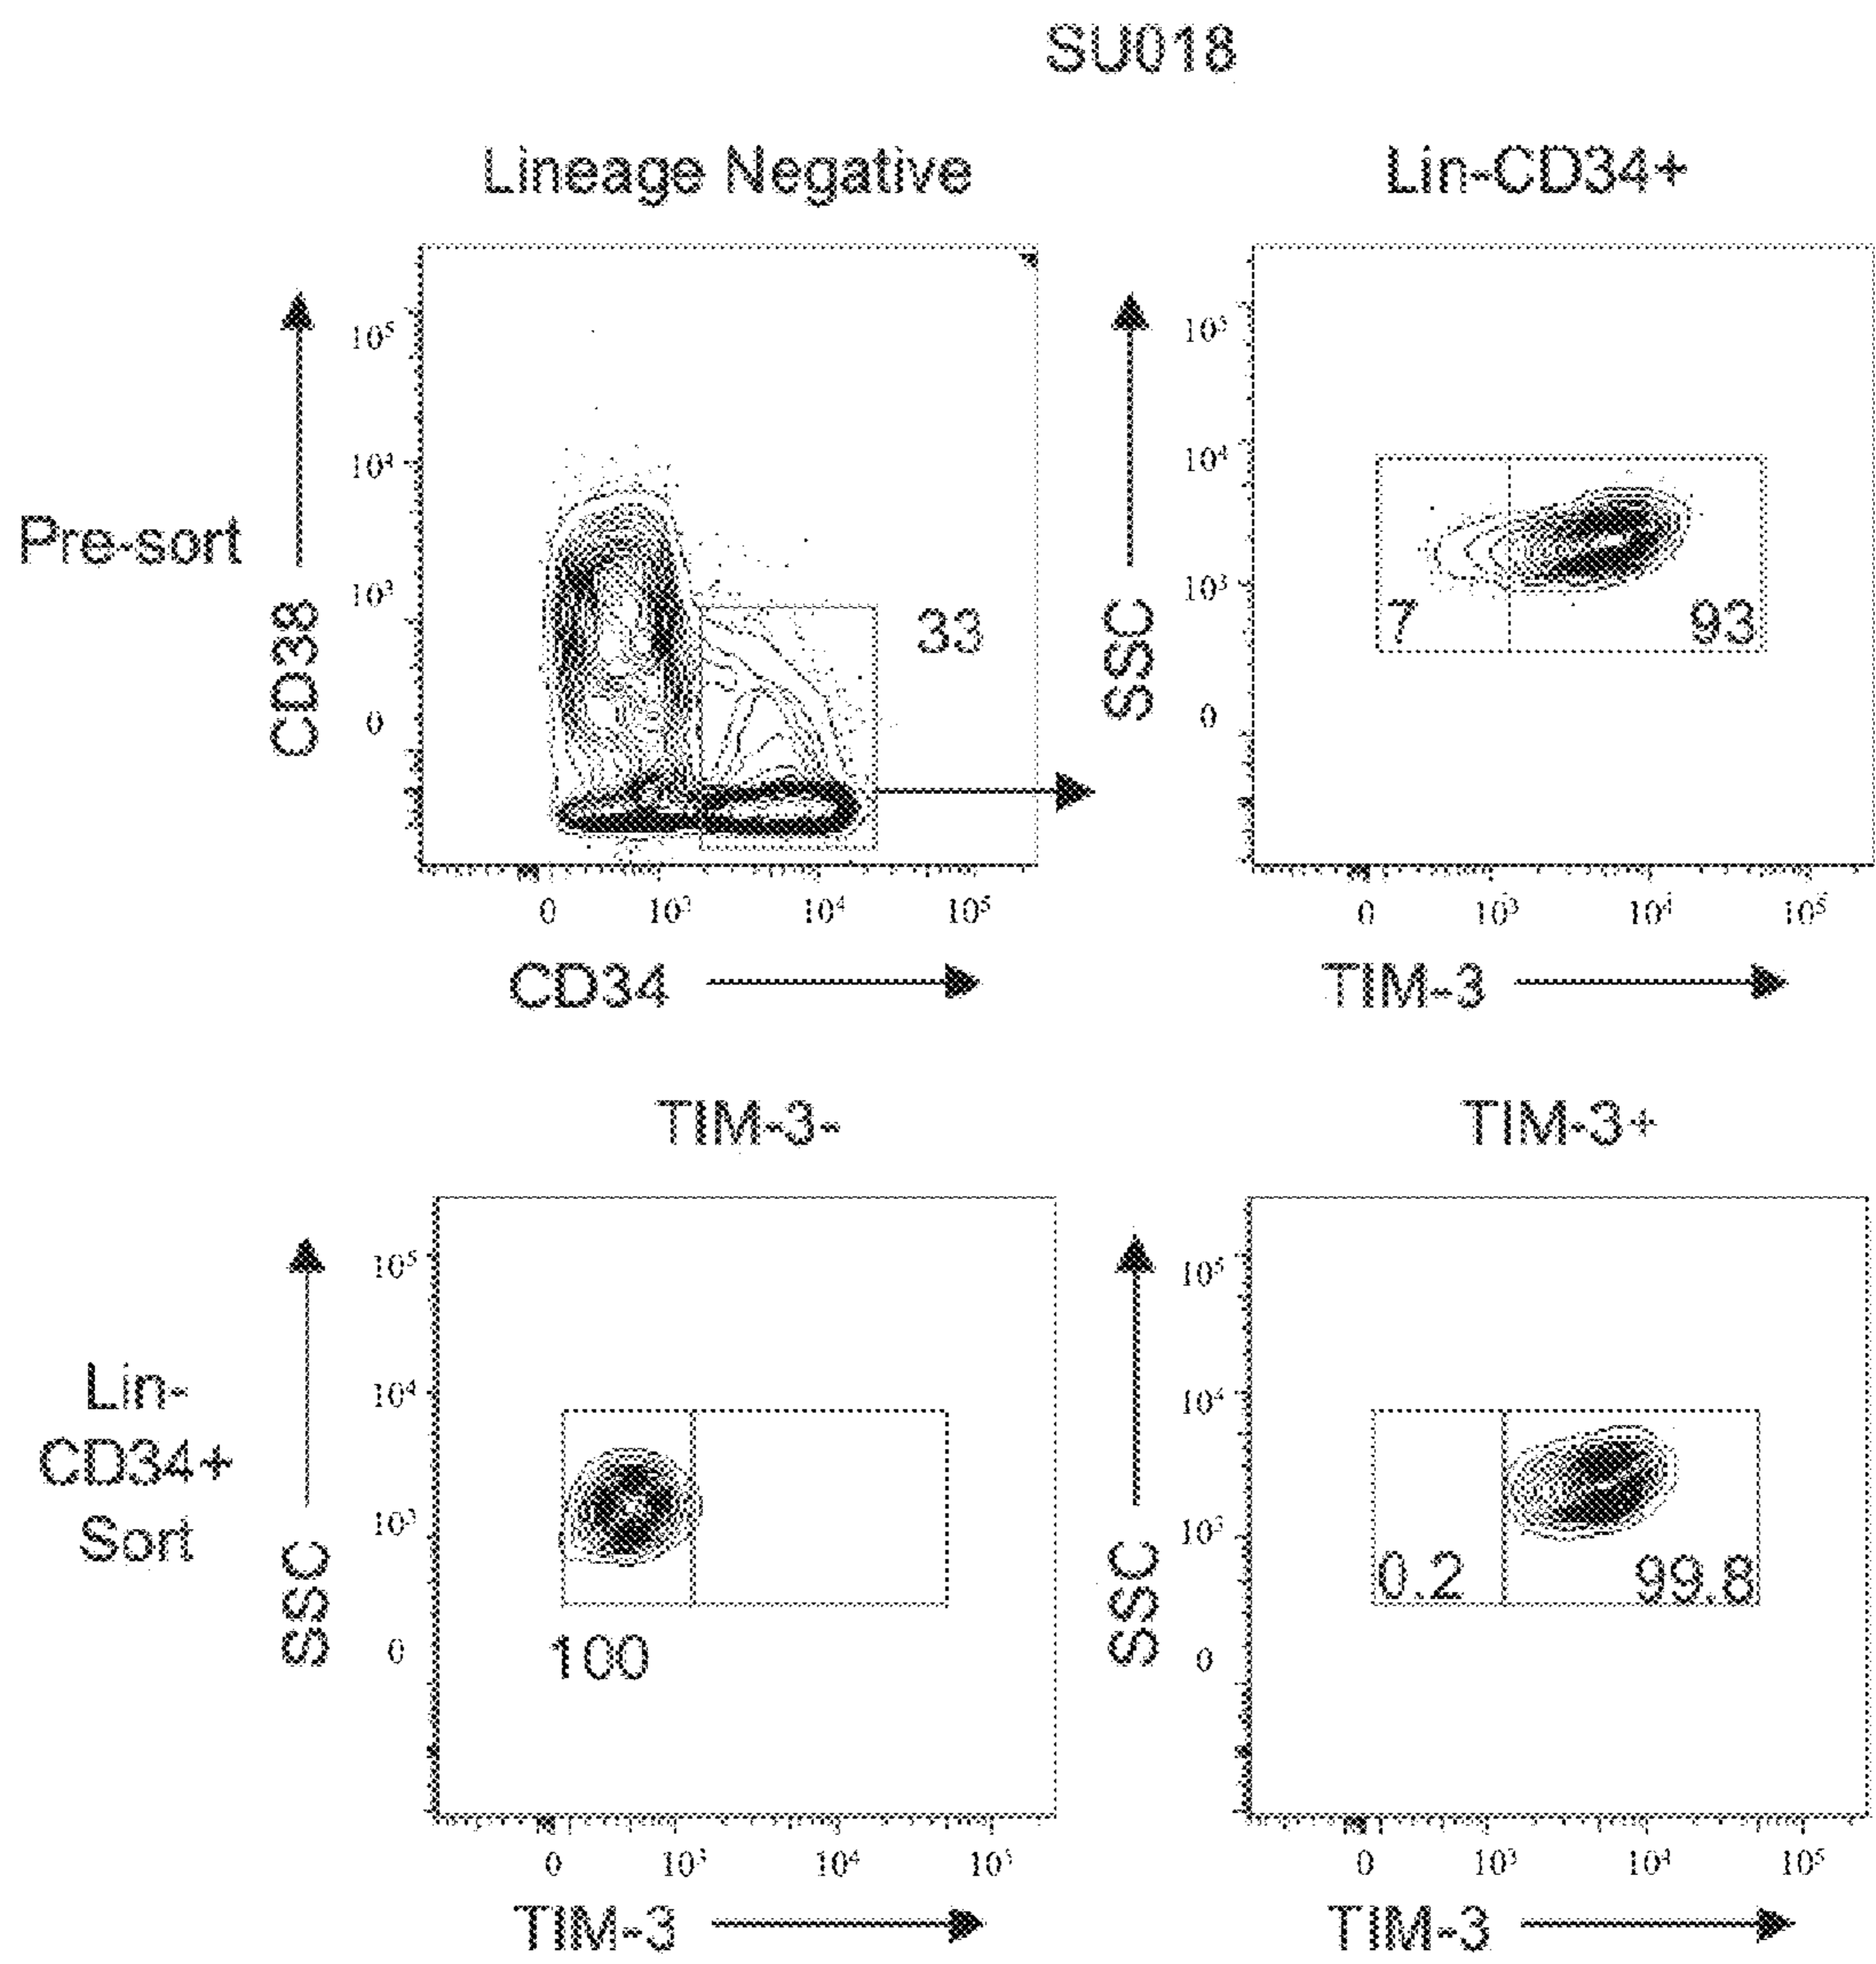 SU018
Lineage Negative
Lin-CD34+
Pre-sort
CD38
10⁵
10⁴
10³
0
33
0
10³
10⁴
10⁵
CD34
SSC
10⁵
10⁴
10³
0
7
93
0
10³
10⁴
10⁵
TIM-3
TIM-3-
TIM-3+
Lin-
CD34+
Sort
SSC
10⁵
10⁴
10³
0
100
0
10³
10⁴
10⁵
TIM-3
SSC
10⁵
10⁴
10³
0
0.2
99.8
0
10³
10⁴
10⁵
TIM-3